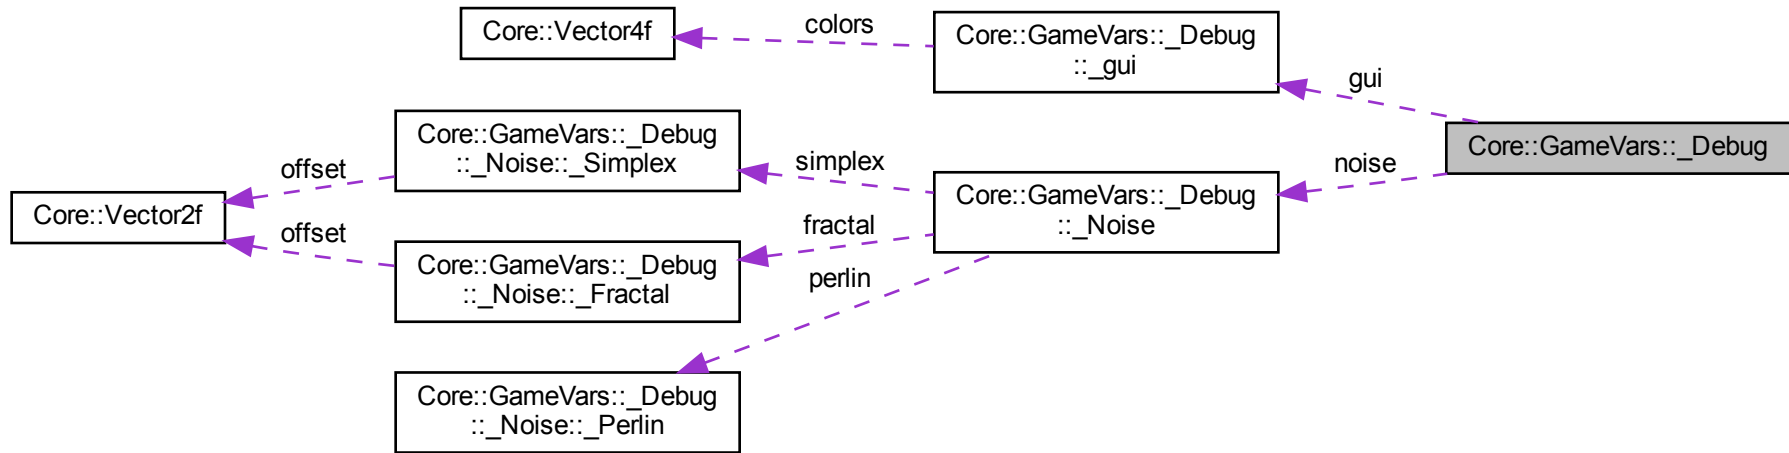 Core::Vector4f
colors
Core::GameVars::_Debug
::_gui
gui
Core::GameVars::_Debug
Core::GameVars::_Debug
::_Noise::_Simplex
simplex
noise
offset
Core::Vector2f
Core::GameVars::_Debug
::_Noise
offset
fractal
Core::GameVars::_Debug
::_Noise::_Fractal
perlin
Core::GameVars::_Debug
::_Noise::_Perlin